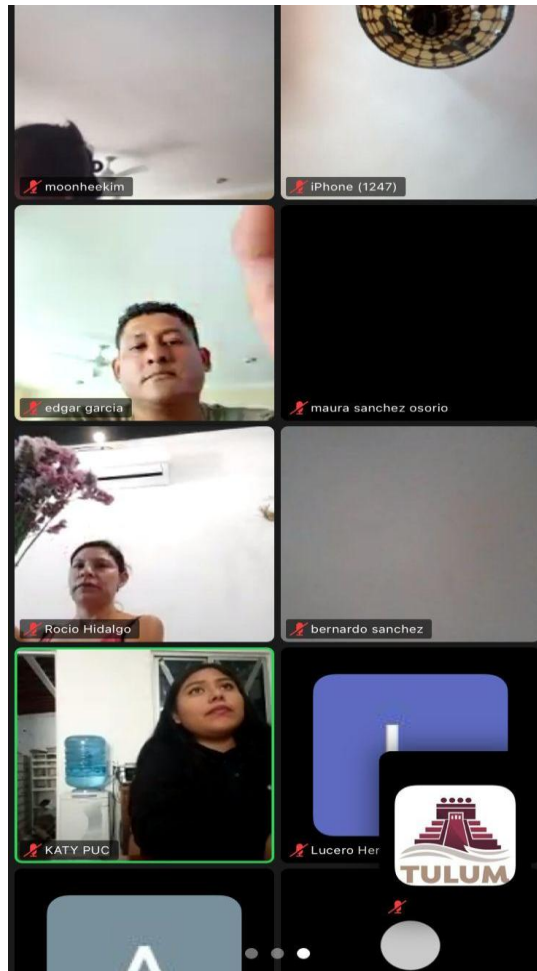 moonheekim
iPhone (1247)
edgar garcia
maura sanchez osorio
Rocio Hidalgo
bernardo sanchez
KATY PUC
L
Lucero Her
TULUM
A